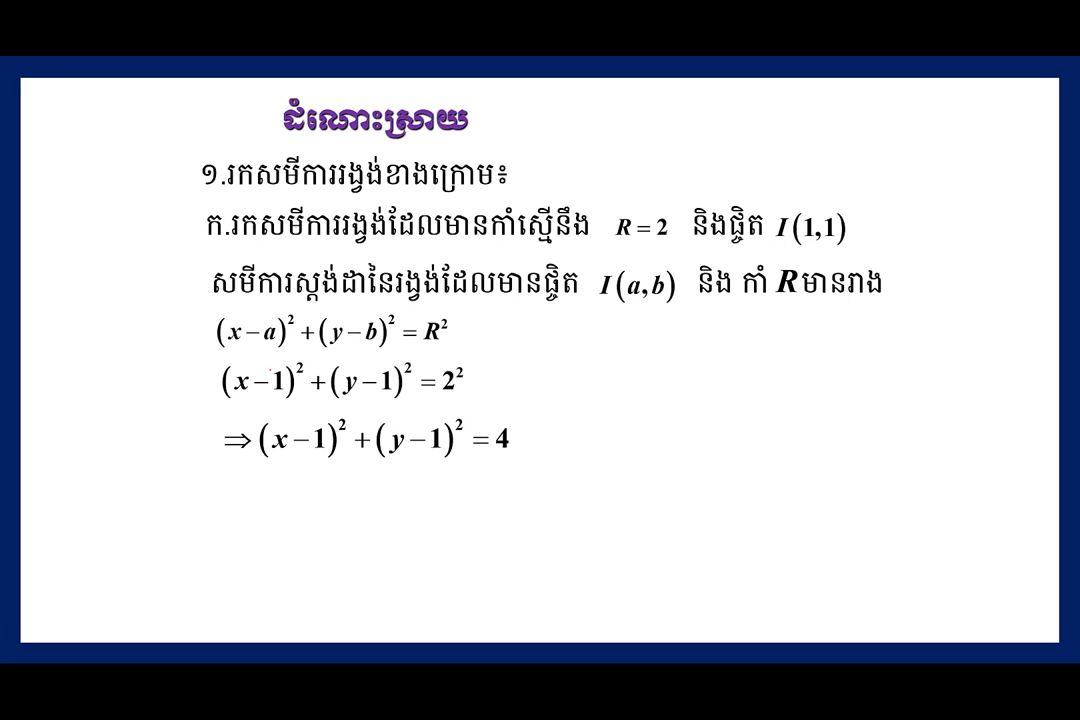 ដំណោះស្រាយ
១.រកសមីការរង្វង់ខាងក្រោម៖
ក.រកសមីការរង្វង់ដែលមានកាំស្មើនឹង R = 2 និងផ្ចិត I(1,1)
សមីការស្តង់ដានៃរង្វង់ដែលមានផ្ចិត I(a,b) និង កាំ R មានរាង
(x − a)² + (y − b)² = R²
(x − 1)² + (y − 1)² = 2²
⇒ (x − 1)² + (y − 1)² = 4